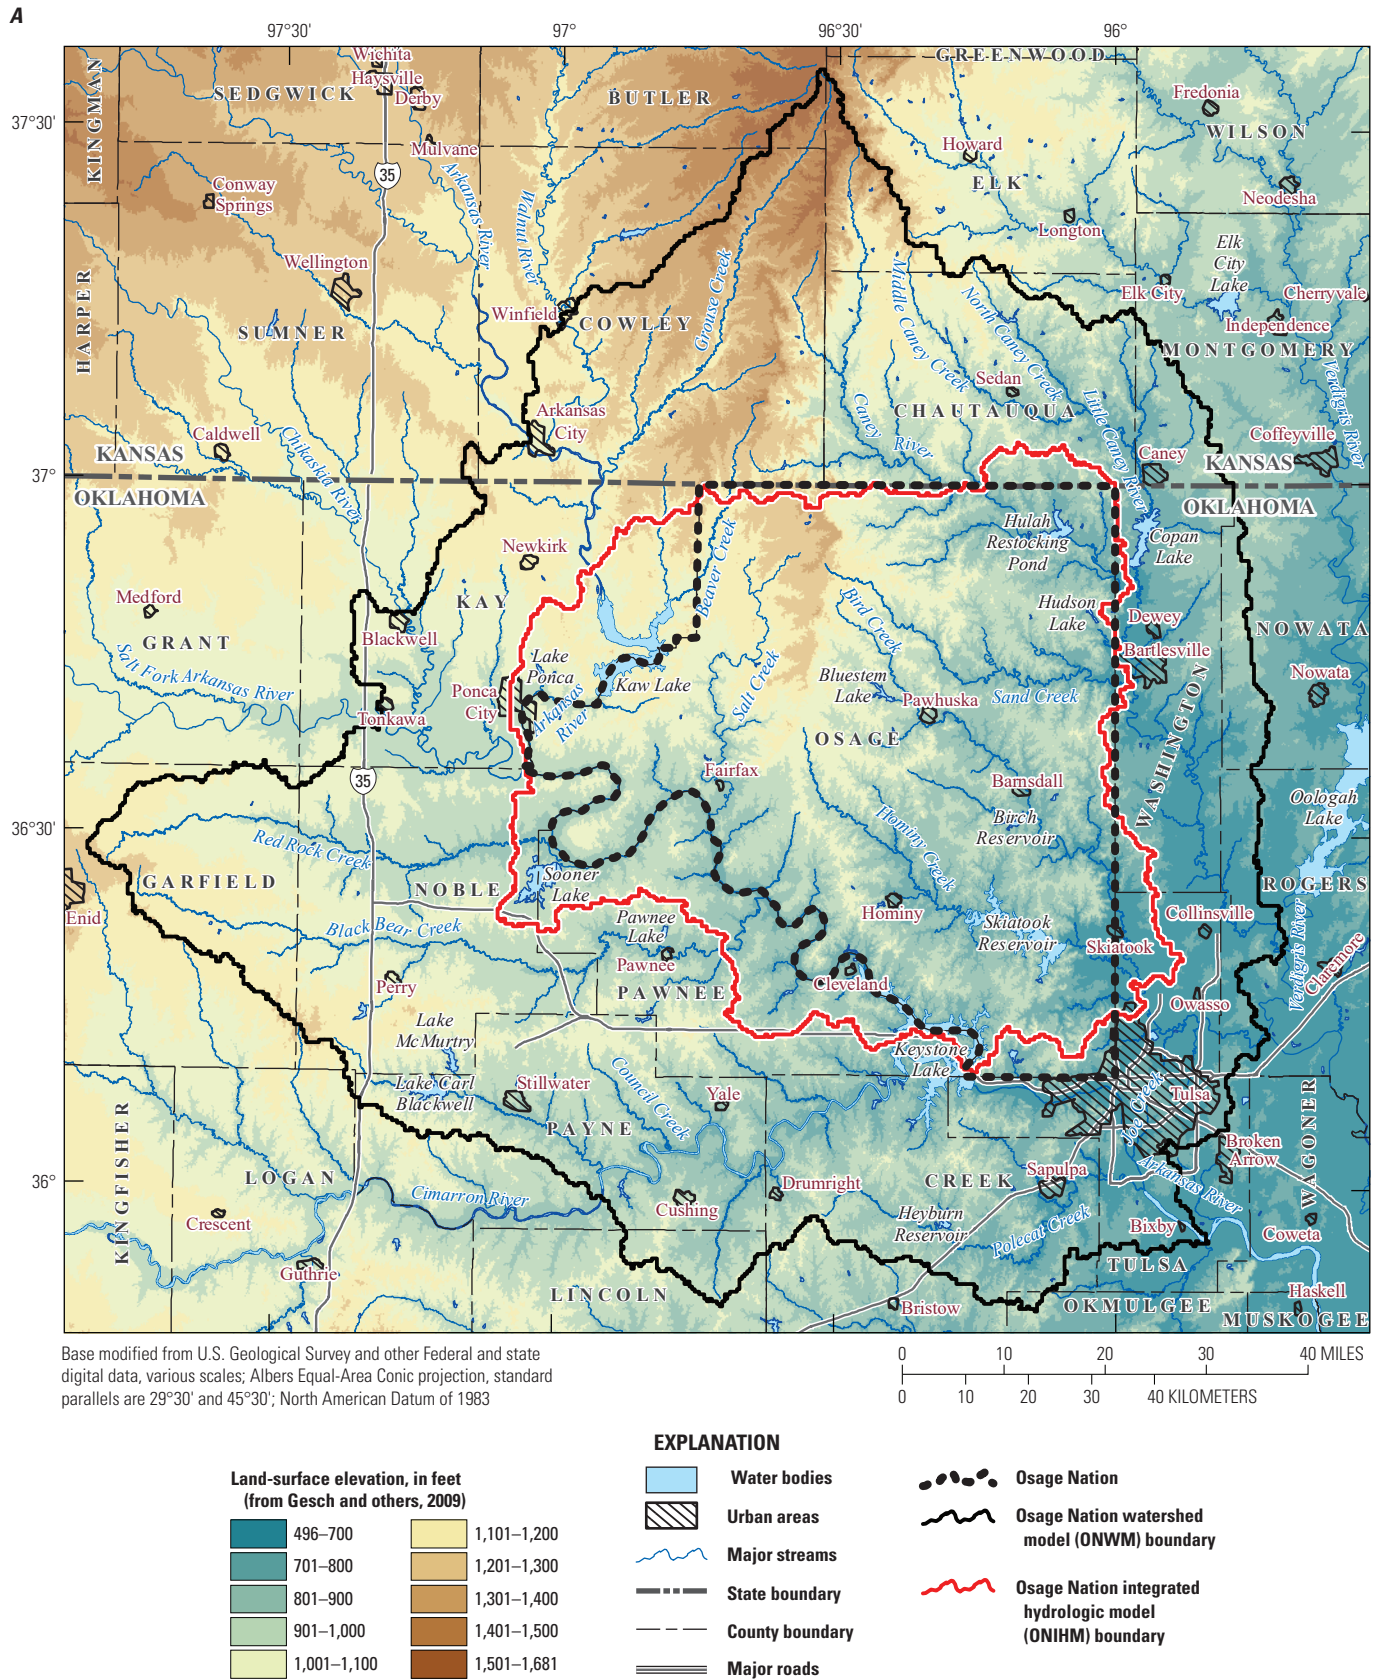 A
97°30'
97°
96°30'
96°
37°30'
37°
36°30'
36°
KINGMAN
SEDGWICK
Wichita
Haysville
Derby
Mulvane
BUTLER
GREENWOOD
Fredonia
WILSON
Howard
ELK
Neodesha
Longton
Conway
Springs
35
Arkansas River
Walnut River
Wellington
HARPER
SUMNER
Winfield
COWLEY
Grouse Creek
Middle Caney Creek
North Caney Creek
Elk
City
Lake
Elk City
Cherryvale
Independence
MONTGOMERY
Verdigris River
Sedan
CHAUTAUQUA
Little Caney River
Caney River
Arkansas
City
Caldwell
Chikaskia River
Coffeyville
Caney
KANSAS
OKLAHOMA
KANSAS
OKLAHOMA
Hulah
Restocking
Pond
Copan
Lake
Newkirk
Beaver Creek
Medford
KAY
GRANT
Blackwell
Bird Creek
Hudson
Lake
Dewey
Bartlesville
NOWATA
Nowata
Salt Fork Arkansas River
Lake
Ponca
Ponca
City
Arkansas
River
Kaw Lake
Salt Creek
Bluestem
Lake
Sand Creek
Pawhuska
Tonkawa
OSAGE
WASHINGTON
35
Fairfax
Barnsdall
Birch
Reservoir
Oologah
Lake
Hominy Creek
Red Rock Creek
GARFIELD
NOBLE
Sooner
Lake
Enid
Black Bear Creek
Pawnee
Lake
Pawnee
PAWNEE
Hominy
Skiatook
Reservoir
Skiatook
Collinsville
ROGERS
Verdigris River
Claremore
Cleveland
Owasso
Perry
Lake
McMurtry
Keystone
Lake
Lake Carl
Blackwell
Stillwater
Council Creek
Yale
Joe Creek
Tulsa
KINGFISHER
PAYNE
Broken
Arrow
WAGONER
LOGAN
Cimarron River
Cushing
Drumright
CREEK
Sapulpa
Arkansas River
Crescent
Heyburn
Reservoir
Polecat Creek
Bixby
Coweta
Guthrie
TULSA
LINCOLN
Bristow
OKMULGEE
Haskell
MUSKOGEE
Base modified from U.S. Geological Survey and other Federal and state
digital data, various scales; Albers Equal-Area Conic projection, standard
parallels are 29°30' and 45°30'; North American Datum of 1983
0 10 20 30 40 MILES
0 10 20 30 40 KILOMETERS
EXPLANATION
Land-surface elevation, in feet
(from Gesch and others, 2009)
496–700
701–800
801–900
901–1,000
1,001–1,100
1,101–1,200
1,201–1,300
1,301–1,400
1,401–1,500
1,501–1,681
Water bodies
Urban areas
Major streams
State boundary
County boundary
Major roads
Osage Nation
Osage Nation watershed
model (ONWM) boundary
Osage Nation integrated
hydrologic model
(ONIHM) boundary